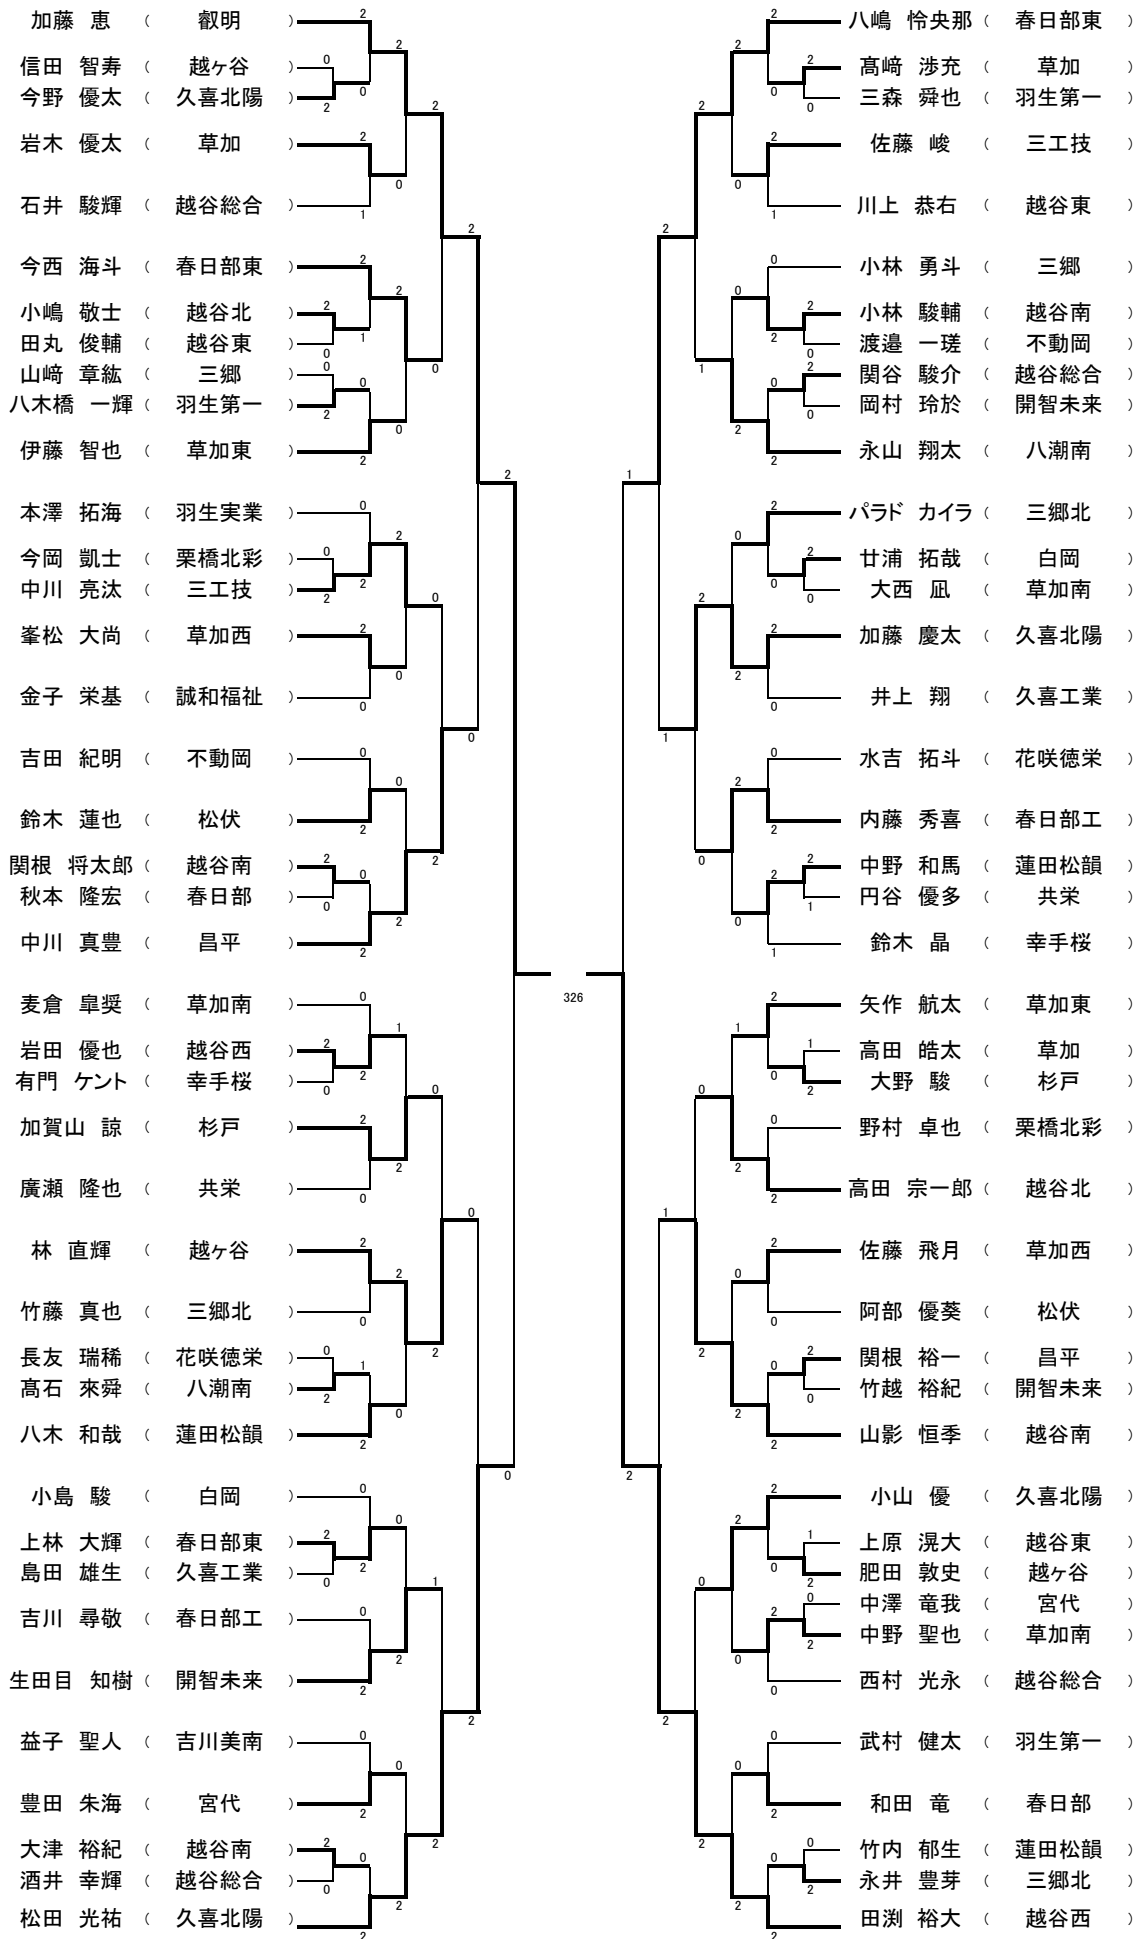 加藤 恵 （ 叡明 ）
信田 智寿 （ 越ヶ谷 ）
今野 優太 （ 久喜北陽 ）
岩木 優太 （ 草加 ）
石井 駿輝 （ 越谷総合 ）
今西 海斗 （ 春日部東 ）
小嶋 敬士 （ 越谷北 ）
田丸 俊輔 （ 越谷東 ）
山﨑 章紘 （ 三郷 ）
八木橋 一輝 （ 羽生第一 ）
伊藤 智也 （ 草加東 ）
本澤 拓海 （ 羽生実業 ）
今岡 凱士 （ 栗橋北彩 ）
中川 亮汰 （ 三工技 ）
峯松 大尚 （ 草加西 ）
金子 栄基 （ 誠和福祉 ）
吉田 紀明 （ 不動岡 ）
鈴木 蓮也 （ 松伏 ）
関根 将太郎 （ 越谷南 ）
秋本 隆宏 （ 春日部 ）
中川 真豊 （ 昌平 ）
麦倉 皐奨 （ 草加南 ）
岩田 優也 （ 越谷西 ）
有門 ケント （ 幸手桜 ）
加賀山 諒 （ 杉戸 ）
廣瀬 隆也 （ 共栄 ）
林 直輝 （ 越ヶ谷 ）
竹藤 真也 （ 三郷北 ）
長友 瑞稀 （ 花咲徳栄 ）
髙石 來舜 （ 八潮南 ）
八木 和哉 （ 蓮田松韻 ）
小島 駿 （ 白岡 ）
上林 大輝 （ 春日部東 ）
島田 雄生 （ 久喜工業 ）
吉川 尋敬 （ 春日部工 ）
生田目 知樹 （ 開智未来 ）
益子 聖人 （ 吉川美南 ）
豊田 朱海 （ 宮代 ）
大津 裕紀 （ 越谷南 ）
酒井 幸輝 （ 越谷総合 ）
松田 光祐 （ 久喜北陽 ）
326
八嶋 怜央那 （ 春日部東 ）
髙﨑 渉充 （ 草加 ）
三森 舜也 （ 羽生第一 ）
佐藤 峻 （ 三工技 ）
川上 恭右 （ 越谷東 ）
小林 勇斗 （ 三郷 ）
小林 駿輔 （ 越谷南 ）
渡邉 一瑳 （ 不動岡 ）
関谷 駿介 （ 越谷総合 ）
岡村 玲於 （ 開智未来 ）
永山 翔太 （ 八潮南 ）
パラド カイラ （ 三郷北 ）
廿浦 拓哉 （ 白岡 ）
大西 凪 （ 草加南 ）
加藤 慶太 （ 久喜北陽 ）
井上 翔 （ 久喜工業 ）
水吉 拓斗 （ 花咲徳栄 ）
内藤 秀喜 （ 春日部工 ）
中野 和馬 （ 蓮田松韻 ）
円谷 優多 （ 共栄 ）
鈴木 晶 （ 幸手桜 ）
矢作 航太 （ 草加東 ）
高田 皓太 （ 草加 ）
大野 駿 （ 杉戸 ）
野村 卓也 （ 栗橋北彩 ）
高田 宗一郎 （ 越谷北 ）
佐藤 飛月 （ 草加西 ）
阿部 優葵 （ 松伏 ）
関根 裕一 （ 昌平 ）
竹越 裕紀 （ 開智未来 ）
山影 恒季 （ 越谷南 ）
小山 優 （ 久喜北陽 ）
上原 滉大 （ 越谷東 ）
肥田 敦史 （ 越ヶ谷 ）
中澤 竜我 （ 宮代 ）
中野 聖也 （ 草加南 ）
西村 光永 （ 越谷総合 ）
武村 健太 （ 羽生第一 ）
和田 竜 （ 春日部 ）
竹内 郁生 （ 蓮田松韻 ）
永井 豊芽 （ 三郷北 ）
田渕 裕大 （ 越谷西 ）